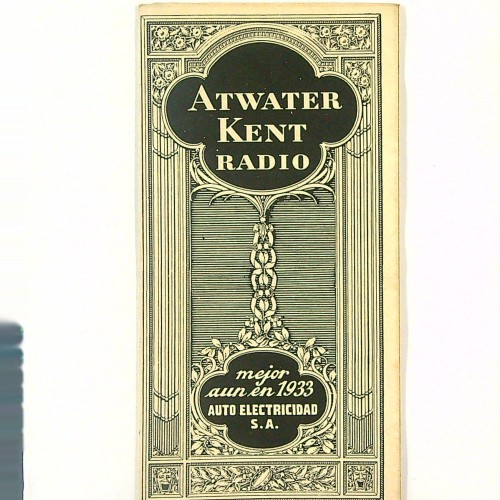 ATWATER
KENT
RADIO
mejor
aun en 1933
AUTO ELECTRICIDAD
S.A.